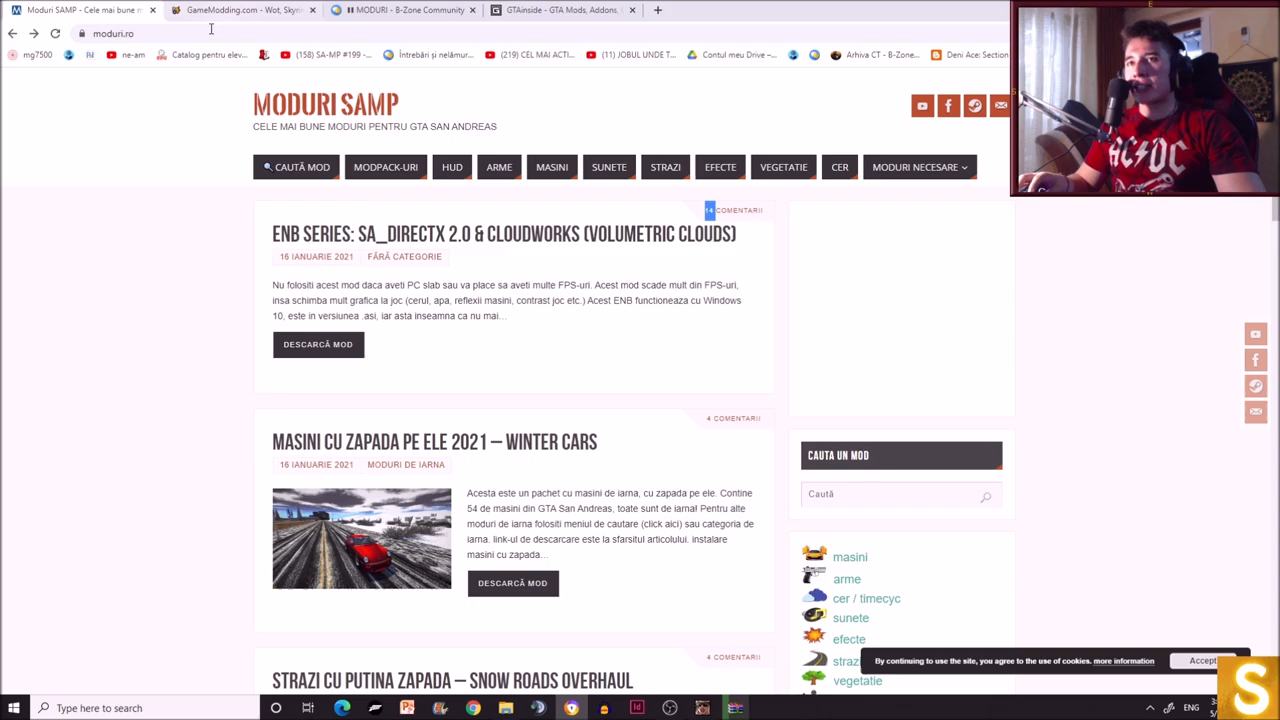 Moduri SAMP - Cele mai bune m
GameModding.com - Wot, Skyri
MODURI - B-Zone Community
GTAinside - GTA Mods, Addons,
moduri.ro
mg7500
ne-am
Catalog pentru elev...
(158) SA-MP #199 -...
Întrebări și nelămur...
(219) CEL MAI ACTI...
(11) JOBUL UNDE T...
Contul meu Drive –...
Arhiva CT - B-Zone...
Deni Ace: Section
MODURI SAMP
CELE MAI BUNE MODURI PENTRU GTA SAN ANDREAS
CAUTĂ MOD
MODPACK-URI
HUD
ARME
MASINI
SUNETE
STRAZI
EFECTE
VEGETATIE
CER
MODURI NECESARE
14 COMENTARII
ENB SERIES: SA_DIRECTX 2.0 & CLOUDWORKS (VOLUMETRIC CLOUDS)
16 IANUARIE 2021 FĂRĂ CATEGORIE
Nu folositi acest mod daca aveti PC slab sau va place sa aveti multe FPS-uri. Acest mod scade mult din FPS-uri,
insa schimba mult grafica la joc (cerul, apa, reflexii masini, contrast joc etc.) Acest ENB functioneaza cu Windows
10, este in versiunea .asi, iar asta inseamna ca nu mai...
DESCARCĂ MOD
4 COMENTARII
MASINI CU ZAPADA PE ELE 2021 – WINTER CARS
16 IANUARIE 2021 MODURI DE IARNA
Acesta este un pachet cu masini de iarna, cu zapada pe ele. Contine
54 de masini din GTA San Andreas, toate sunt de iarna! Pentru alte
moduri de iarna folositi meniul de cautare (click aici) sau categoria de
iarna. link-ul de descarcare este la sfarsitul articolului. instalare
masini cu zapada...
DESCARCĂ MOD
4 COMENTARII
STRAZI CU PUTINA ZAPADA – SNOW ROADS OVERHAUL
CAUTA UN MOD
Caută
masini
arme
cer / timecyc
sunete
efecte
straz
vegetatie
By continuing to use the site, you agree to the use of cookies. more information
Accept
AC DC
Type here to search
ENG
S